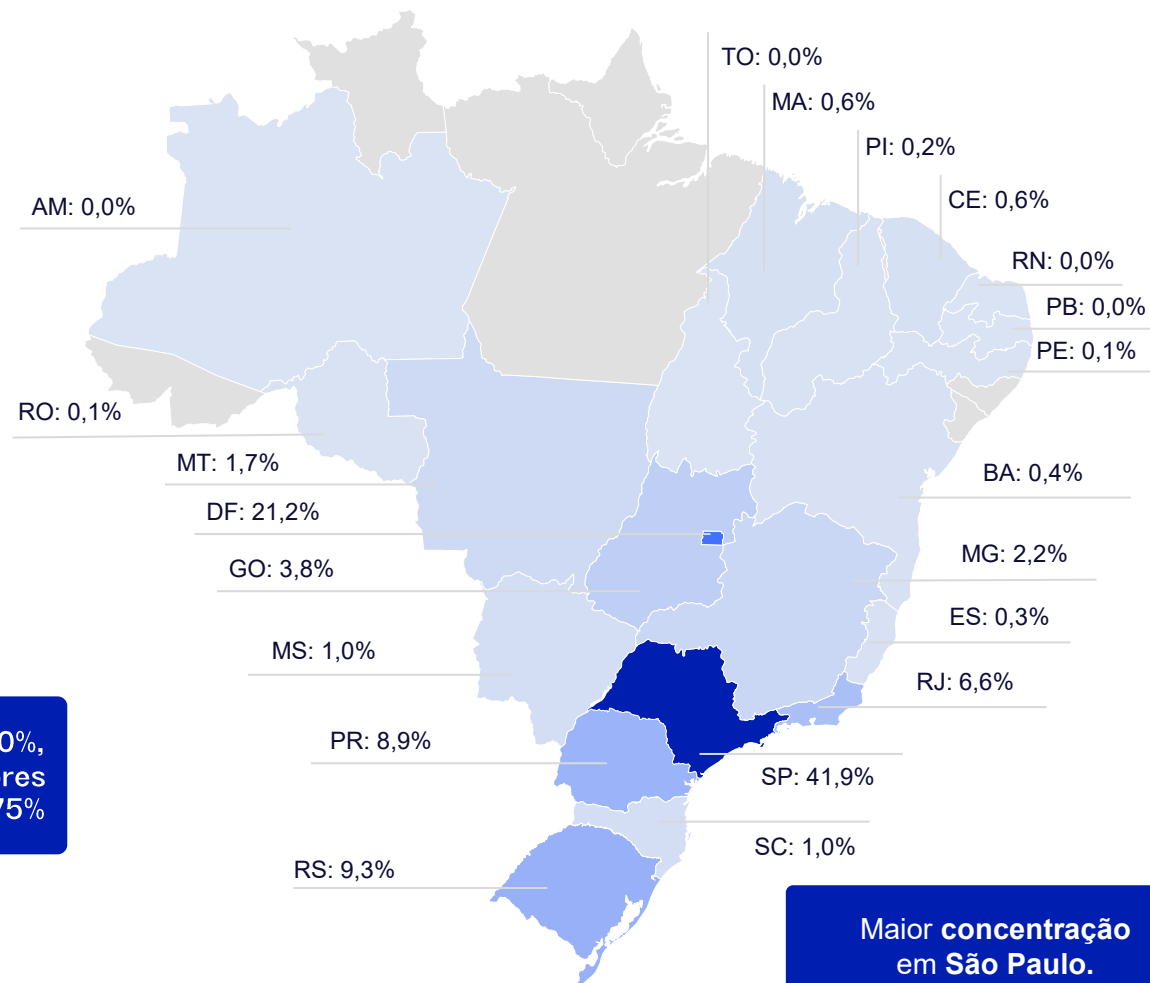 TO: 0,0%
MA: 0,6%
PI: 0,2%
CE: 0,6%
AM: 0,0%
RN: 0,0%
PB: 0,0%
PE: 0,1%
RO: 0,1%
MT: 1,7%
BA: 0,4%
DF: 21,2%
MG: 2,2%
GO: 3,8%
ES: 0,3%
MS: 1,0%
RJ: 6,6%
PR: 8,9%
0%,
res
75%
SP: 41,9%
SC: 1,0%
RS: 9,3%
Maior concentração
em São Paulo.